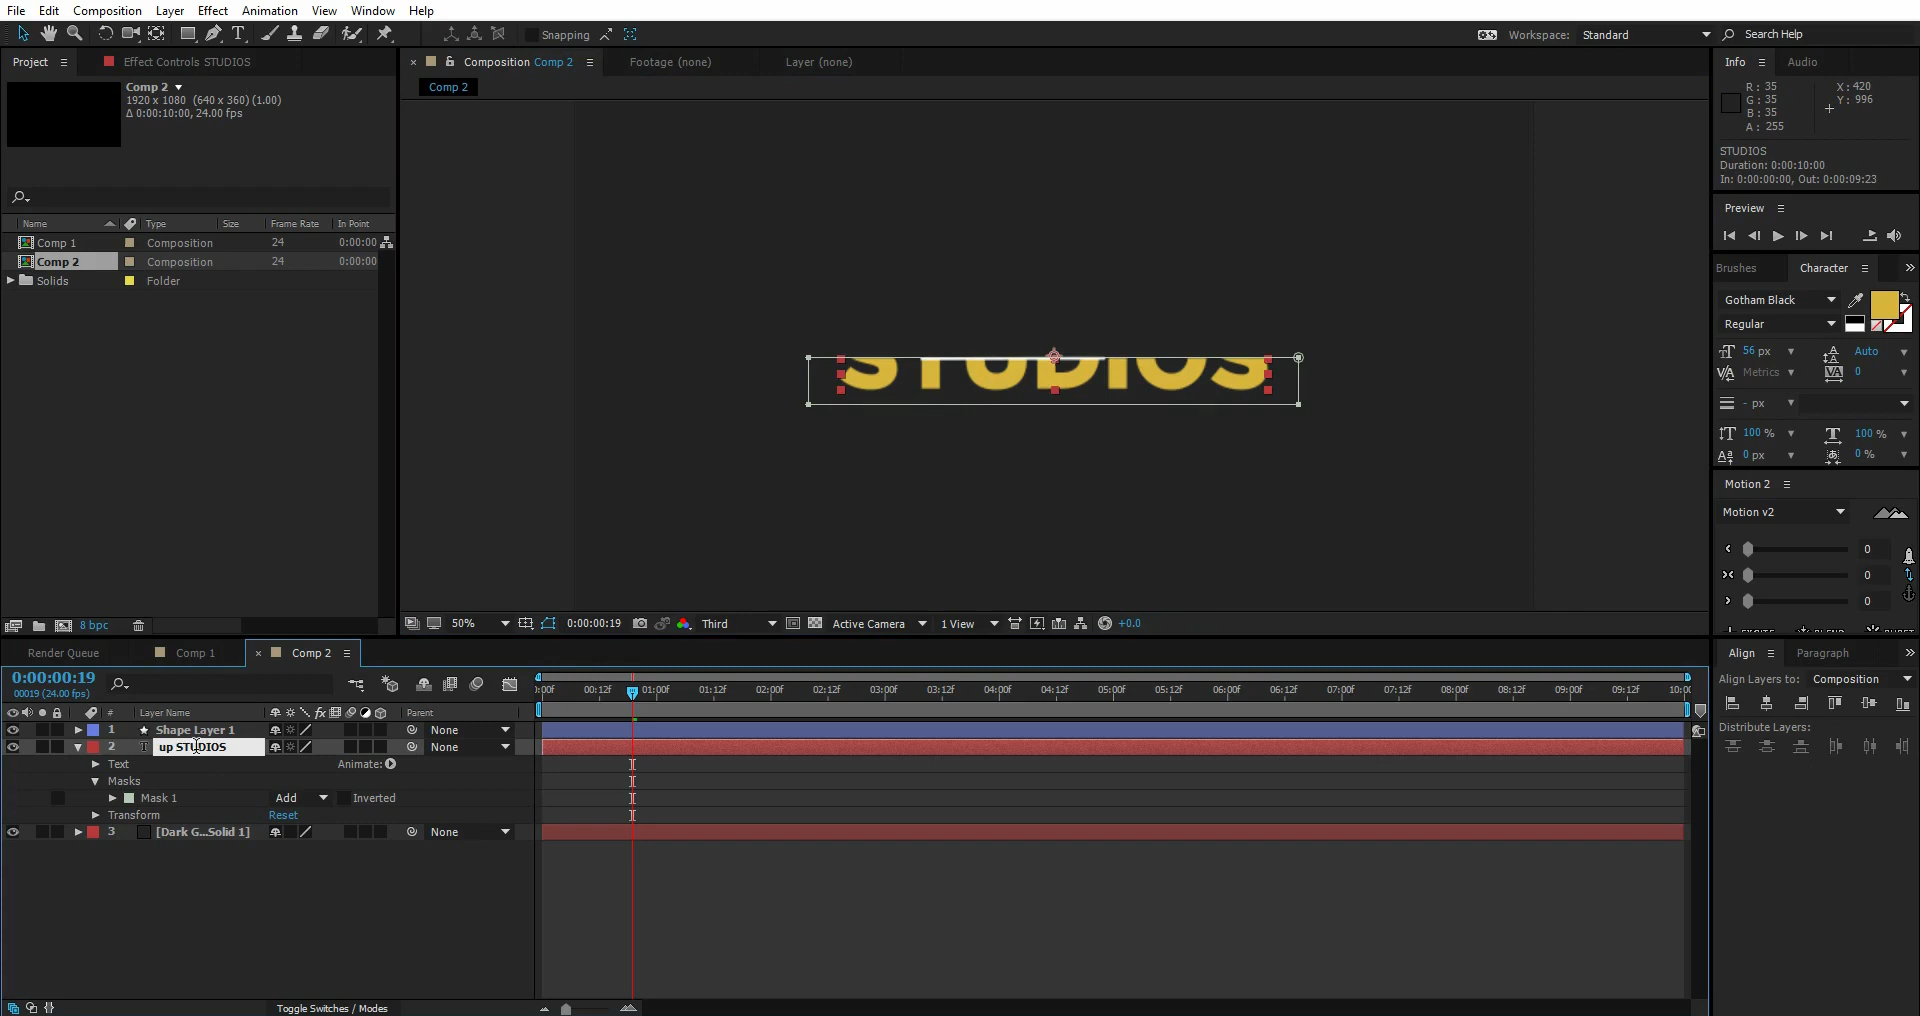 File Edit Composition Layer Effect Animation View Window Help
Snapping
Workspace: Standard
Search Help
Project
Effect Controls STUDIOS
Composition Comp 2
Footage (none)
Layer (none)
Info
Audio
Comp 2
1920 x 1080 (640 x 360) (1.00)
Δ 0:00:10:00, 24.00 fps
Comp 2
R: 35
G: 35
B: 35
A: 255
X: 420
Y: 996
STUDIOS
Duration: 0:00:10:00
In: 0:00:00:00, Out: 0:00:09:23
Name Type Size Frame Rate In Point
Comp 1 Composition 24 0:00:00
Comp 2 Composition 24 0:00:00
Solids Folder
Preview
Brushes
Character
Gotham Black
Regular
56 px
Auto
Metrics
0
- px
100 %
100 %
0 px
0 %
STUDIOS
Motion 2
Motion v2
0
0
0
8 bpc
50%
0:00:00:19
Third
Active Camera
1 View
+0.0
Render Queue
Comp 1
Comp 2
Align
Paragraph
0:00:00:19
00019 (24.00 fps)
:00f 00:12f 01:00f 01:12f 02:00f 02:12f 03:00f 03:12f 04:00f 04:12f 05:00f 05:12f 06:00f 06:12f 07:00f 07:12f 08:00f 08:12f 09:00f 09:12f 10:00
Align Layers to: Composition
# Layer Name Parent
Distribute Layers:
1 Shape Layer 1 None
2 up STUDIOS None
Text Animate:
Masks
Mask 1 Add Inverted
Transform Reset
3 [Dark G...Solid 1] None
Toggle Switches / Modes